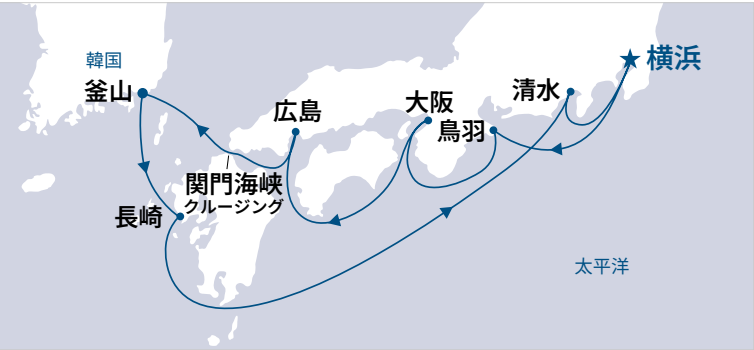 韓国
釜山
広島
大阪
鳥羽
清水
横浜
関門海峡
クルージング
長崎
太平洋